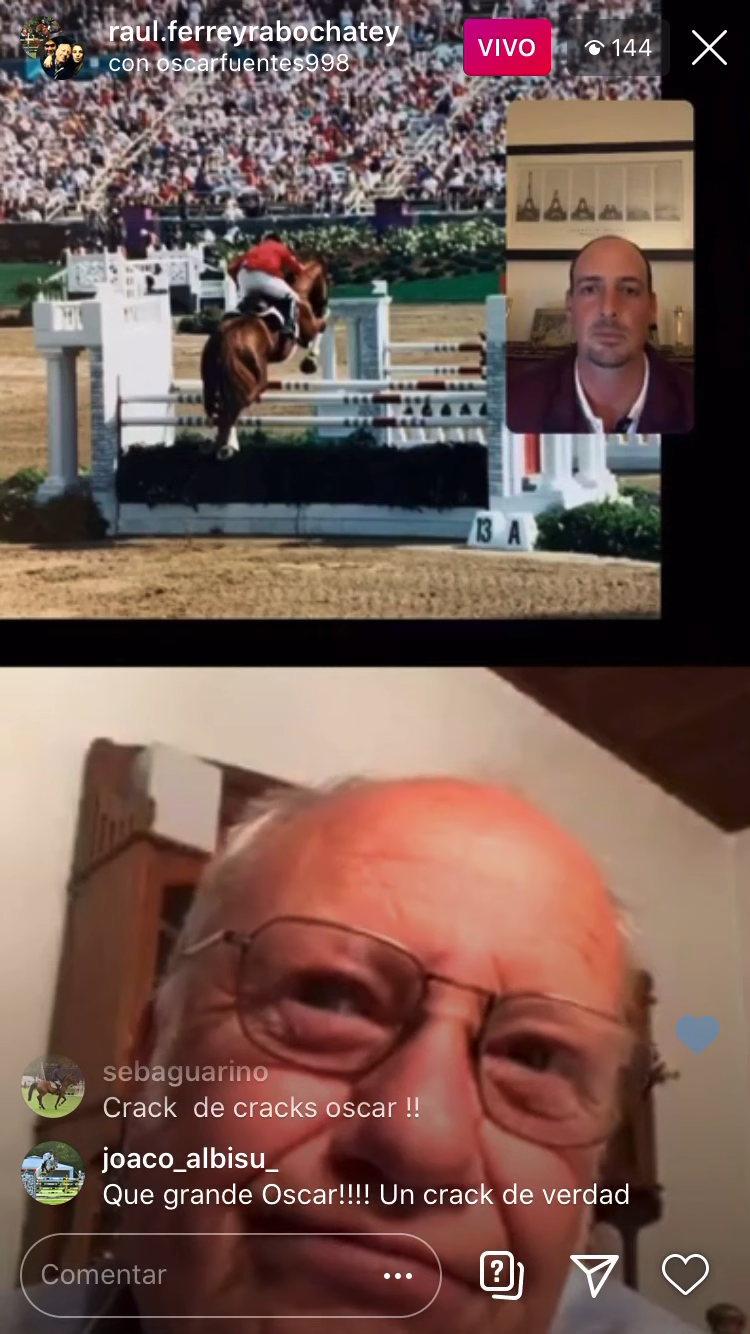 raul.ferreyrabochatey
con oscarfuentes998
VIVO
144
13 A
sebaguarino
Crack de cracks oscar !!
joaco_albisu_
Que grande Oscar!!!! Un crack de verdad
Comentar